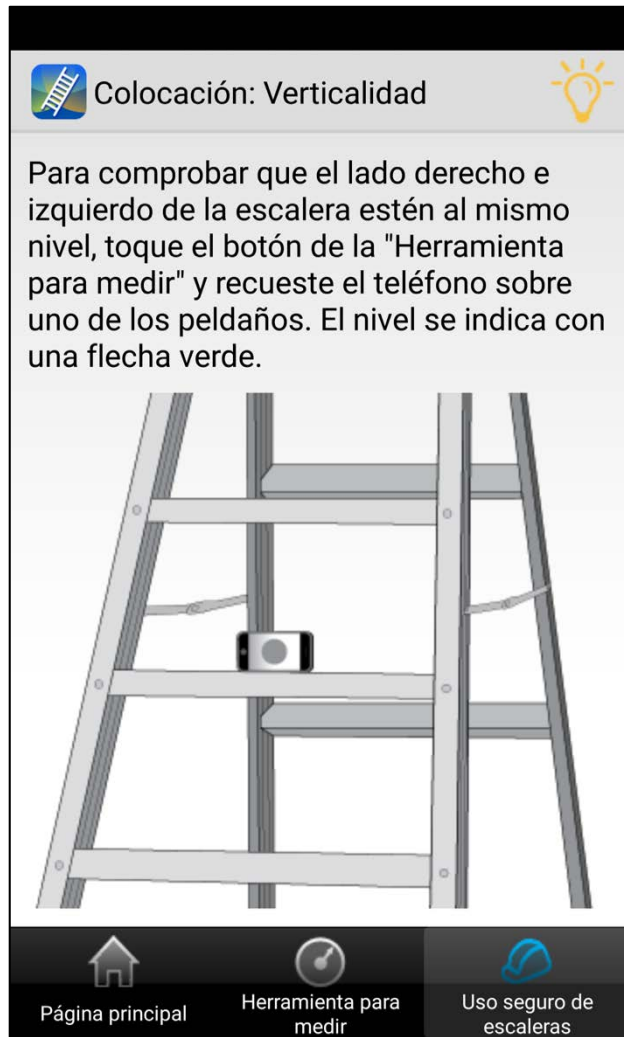 Colocación: Verticalidad
Para comprobar que el lado derecho e
izquierdo de la escalera estén al mismo
nivel, toque el botón de la "Herramienta
para medir" y recueste el teléfono sobre
uno de los peldaños. El nivel se indica con
una flecha verde.
Página principal
Herramienta para
medir
Uso seguro de
escaleras